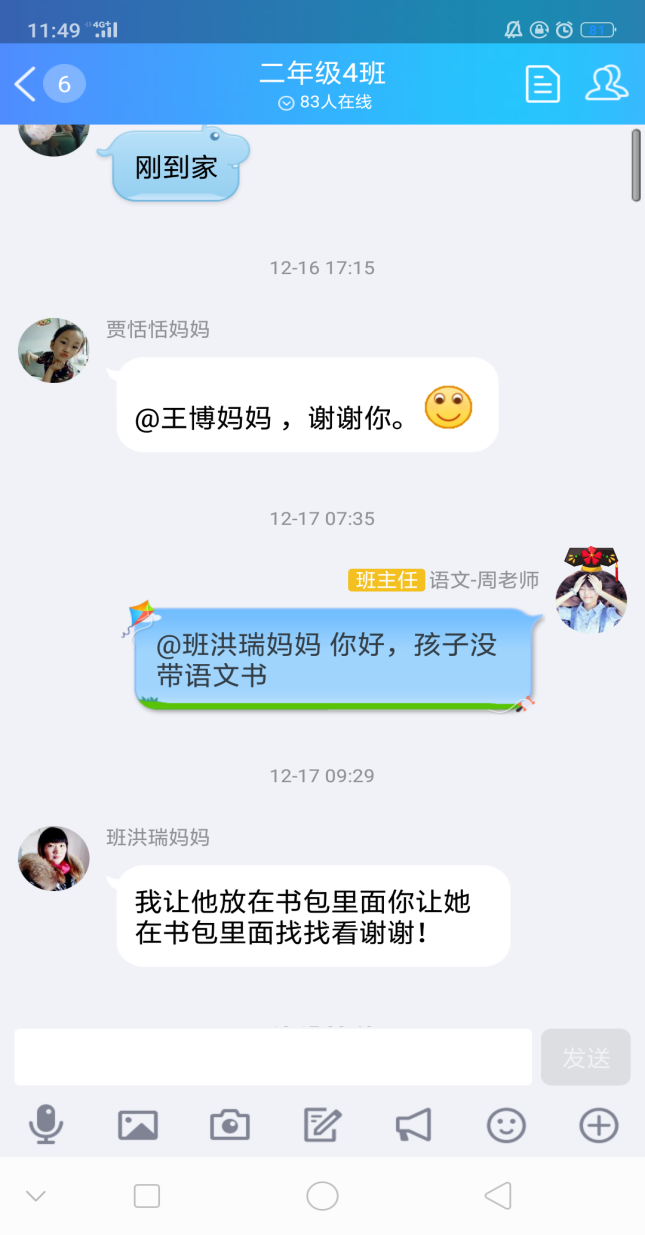 11:49 4G+ 81
6 二年级4班
83人在线
刚到家
12-16 17:15
贾恬恬妈妈
@王博妈妈 ，谢谢你。
12-17 07:35
班主任 语文-周老师
@班洪瑞妈妈 你好，孩子没
带语文书
12-17 09:29
班洪瑞妈妈
我让他放在书包里面你让她
在书包里面找找看谢谢！
发送